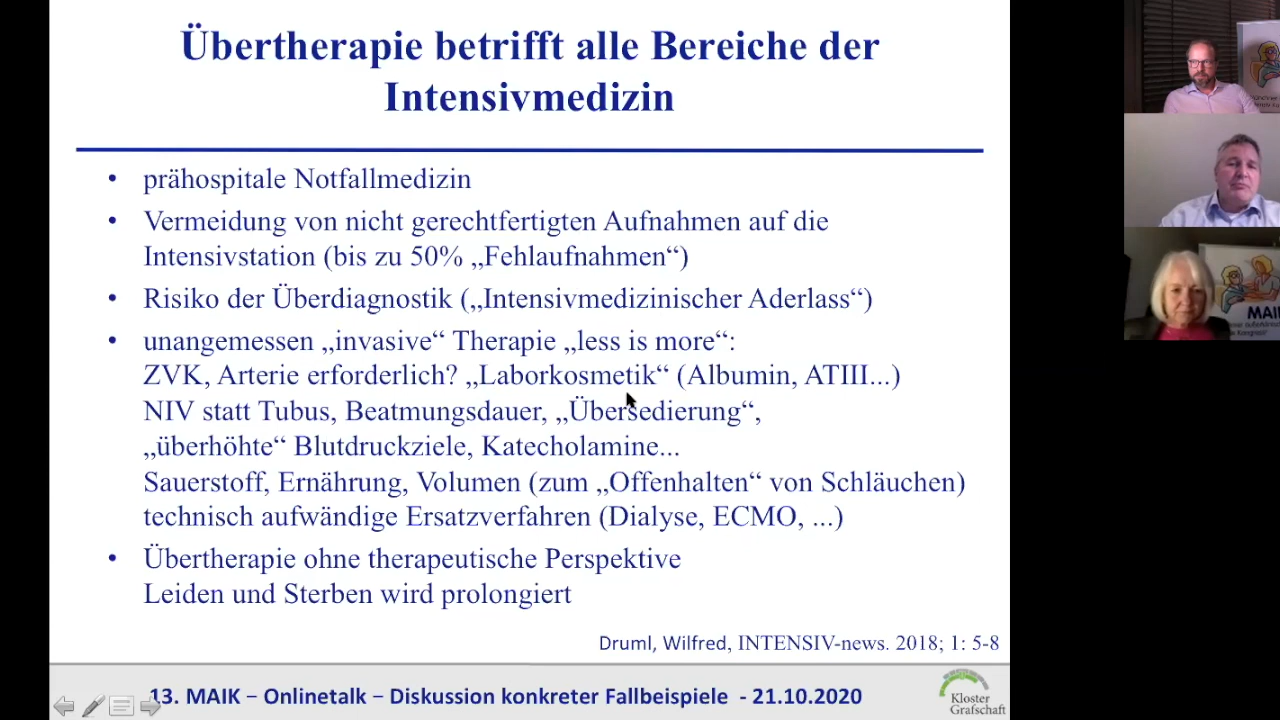 Übertherapie betrifft alle Bereiche der
Intensivmedizin
• prähospitale Notfallmedizin
• Vermeidung von nicht gerechtfertigten Aufnahmen auf die
Intensivstation (bis zu 50% „Fehlaufnahmen“)
• Risiko der Überdiagnostik („Intensivmedizinischer Aderlass“)
• unangemessen „invasive“ Therapie „less is more“:
ZVK, Arterie erforderlich? „Laborkosmetik“ (Albumin, ATIII...)
NIV statt Tubus, Beatmungsdauer, „Übersedierung“,
„überhöhte“ Blutdruckziele, Katecholamine...
Sauerstoff, Ernährung, Volumen (zum „Offenhalten“ von Schläuchen)
technisch aufwändige Ersatzverfahren (Dialyse, ECMO, ...)
• Übertherapie ohne therapeutische Perspektive
Leiden und Sterben wird prolongiert
Druml, Wilfred, INTENSIV-news. 2018; 1: 5-8
13. MAIK – Onlinetalk – Diskussion konkreter Fallbeispiele - 21.10.2020
Kloster
Grafschaft
MAI